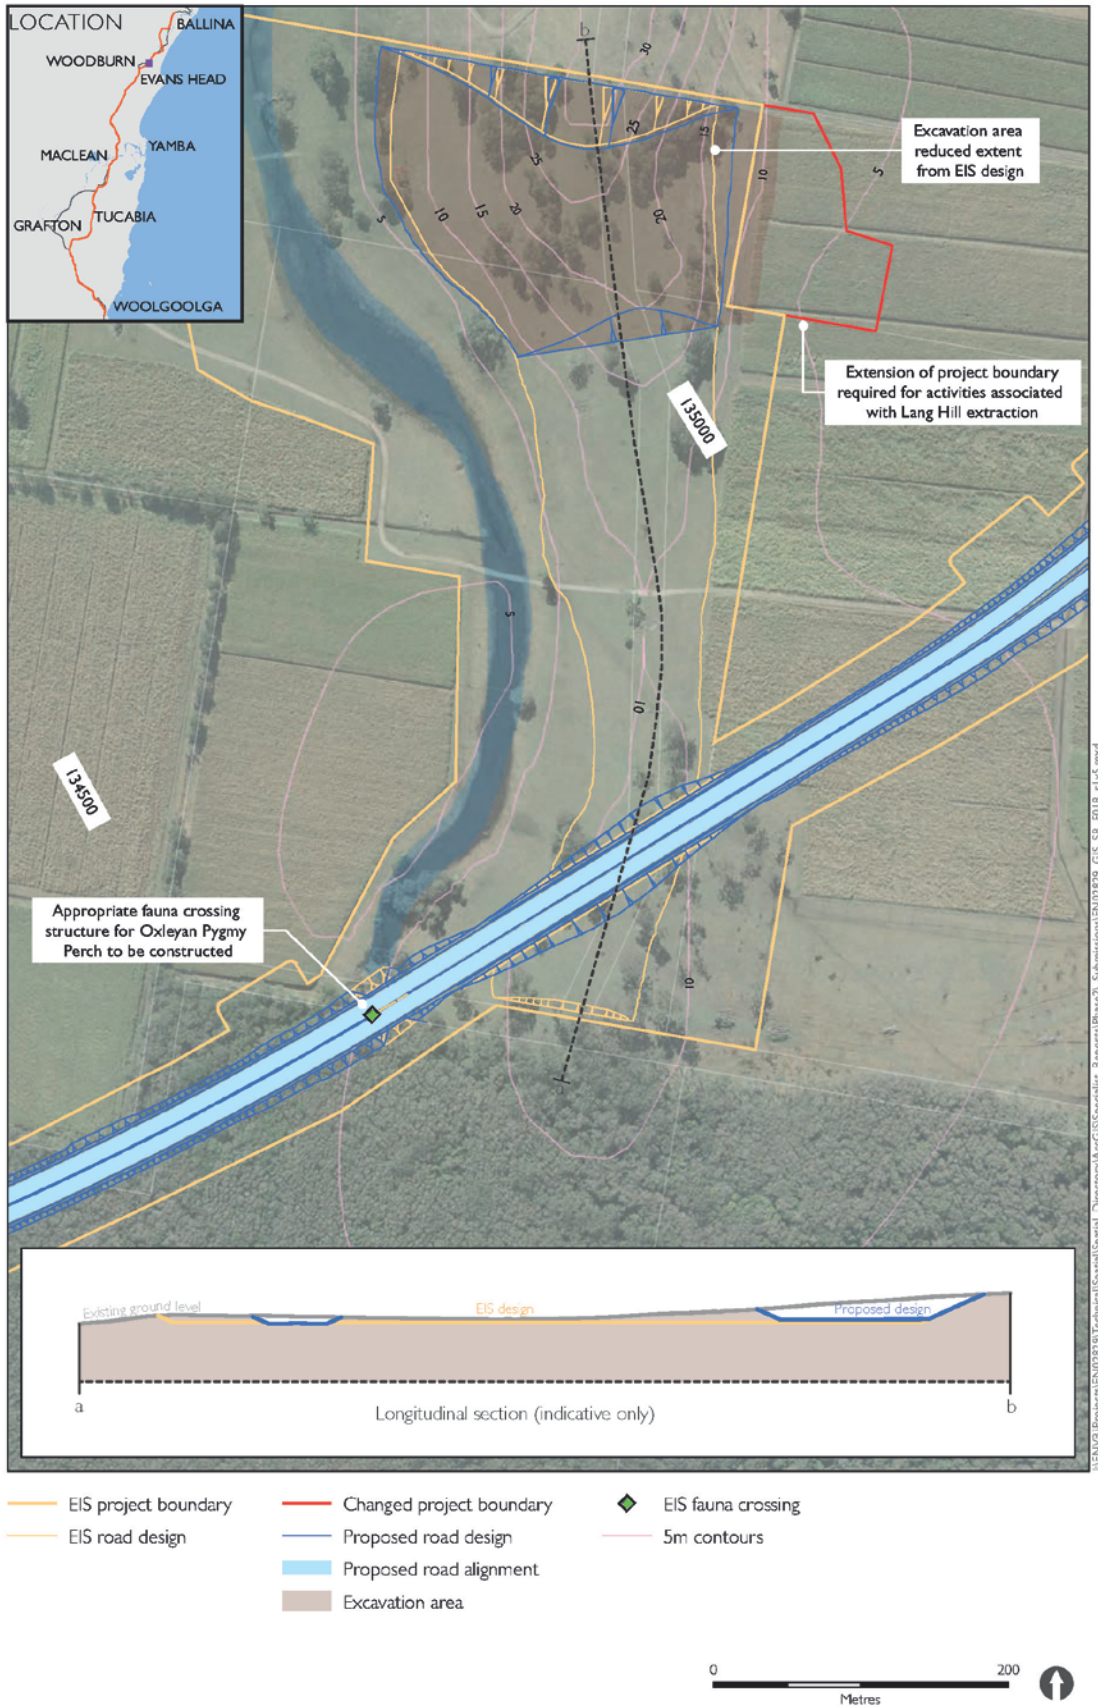 LOCATION
BALLINA
WOODBURN
EVANS HEAD
MACLEAN
YAMBA
TUCABIA
GRAFTON
WOOLGOOLGA
b
30
25
15
25
20
20
15
10
5
10
5
Excavation area
reduced extent
from EIS design
Extension of project boundary
required for activities associated
with Lang Hill extraction
135000
5
10
134500
Appropriate fauna crossing
structure for Oxleyan Pygmy
Perch to be constructed
10
Existing ground level
EIS design
Proposed design
a
b
Longitudinal section (indicative only)
EIS project boundary
EIS road design
Changed project boundary
Proposed road design
Proposed road alignment
Excavation area
EIS fauna crossing
5m contours
0
200
Metres